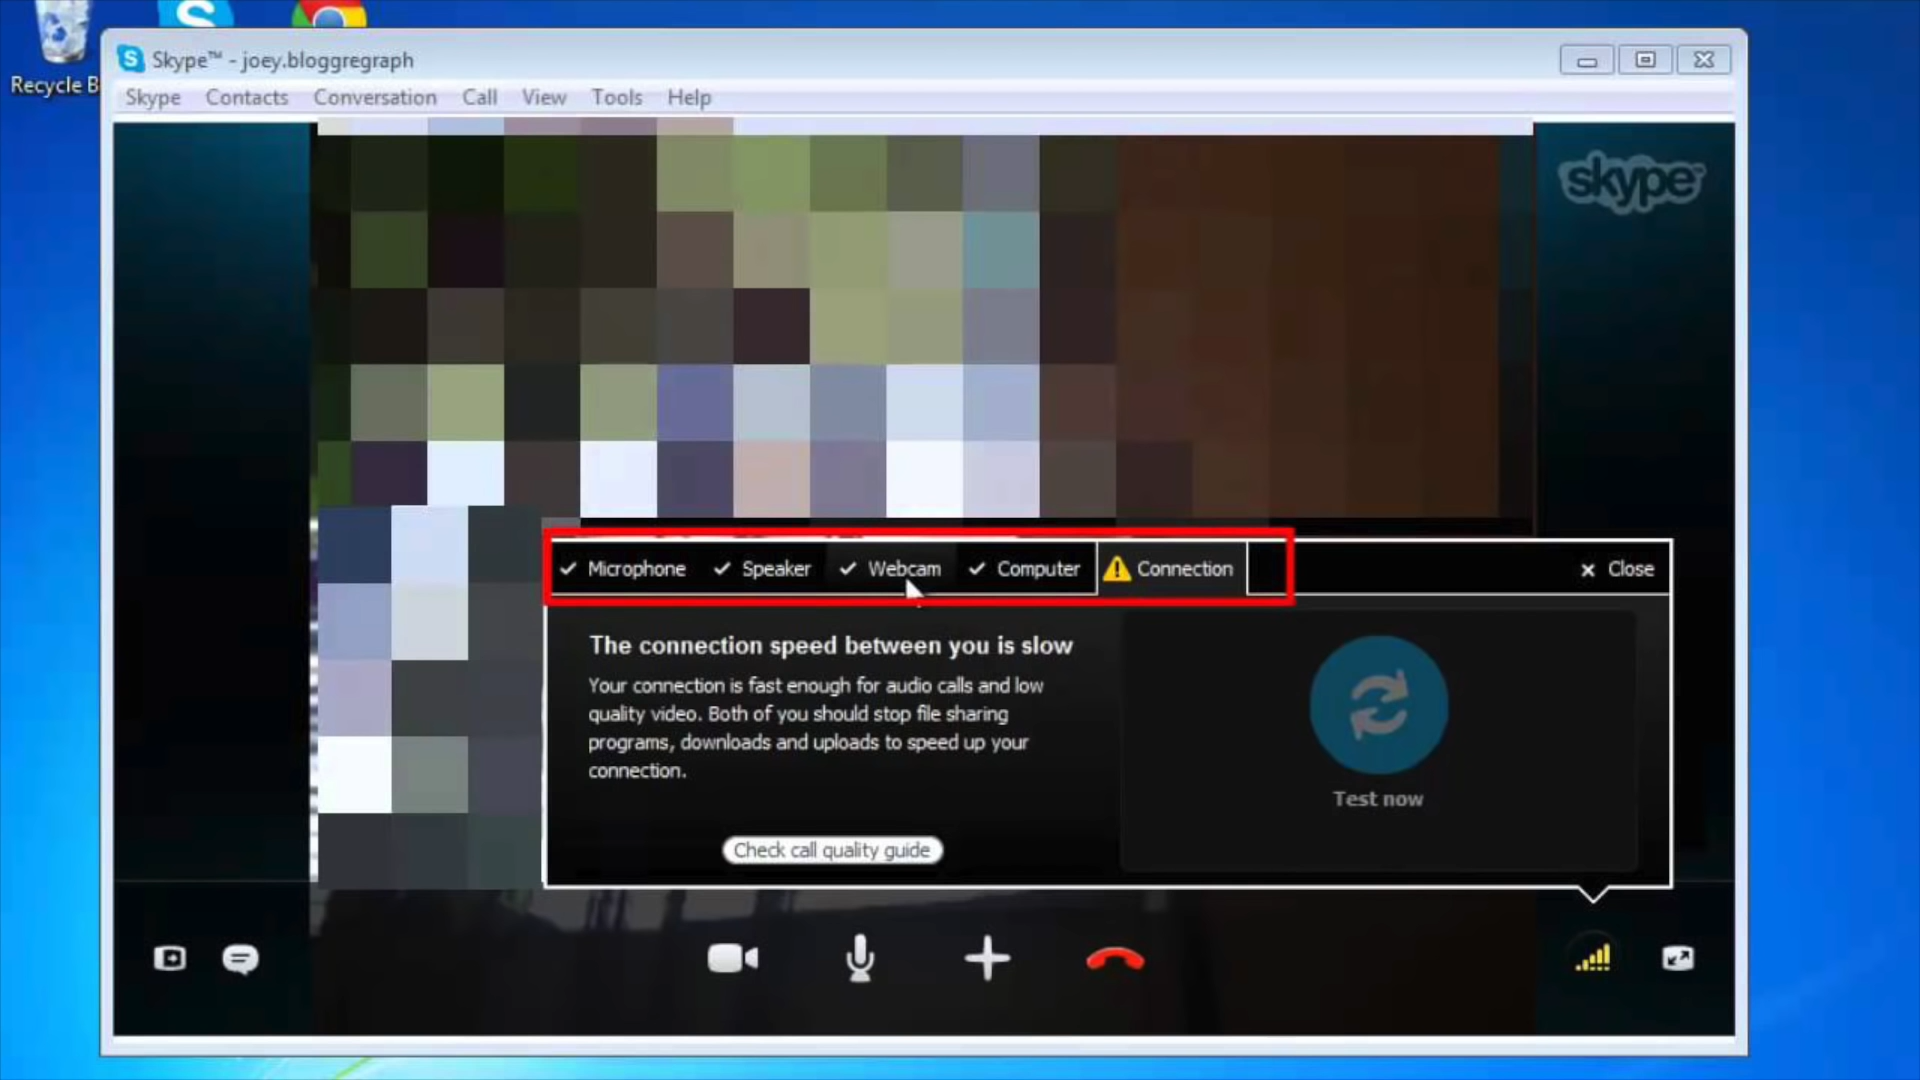 Recycle B
Skype™ - joey.bloggregraph
Skype Contacts Conversation Call View Tools Help
skype
Microphone Speaker Webcam Computer Connection Close
The connection speed between you is slow
Your connection is fast enough for audio calls and low
quality video. Both of you should stop file sharing
programs, downloads and uploads to speed up your
connection.
Test now
Check call quality guide